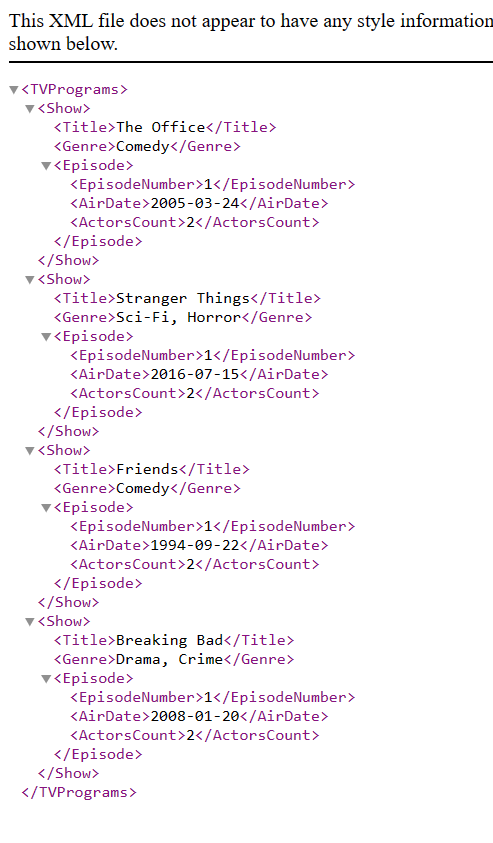 This XML file does not appear to have any style information
shown below.
▼<TVPrograms>
▼<Show>
<Title>The Office</Title>
<Genre>Comedy</Genre>
▼<Episode>
<EpisodeNumber>1</EpisodeNumber>
<AirDate>2005-03-24</AirDate>
<ActorsCount>2</ActorsCount>
</Episode>
</Show>
▼<Show>
<Title>Stranger Things</Title>
<Genre>Sci-Fi, Horror</Genre>
▼<Episode>
<EpisodeNumber>1</EpisodeNumber>
<AirDate>2016-07-15</AirDate>
<ActorsCount>2</ActorsCount>
</Episode>
</Show>
▼<Show>
<Title>Friends</Title>
<Genre>Comedy</Genre>
▼<Episode>
<EpisodeNumber>1</EpisodeNumber>
<AirDate>1994-09-22</AirDate>
<ActorsCount>2</ActorsCount>
</Episode>
</Show>
▼<Show>
<Title>Breaking Bad</Title>
<Genre>Drama, Crime</Genre>
▼<Episode>
<EpisodeNumber>1</EpisodeNumber>
<AirDate>2008-01-20</AirDate>
<ActorsCount>2</ActorsCount>
</Episode>
</Show>
</TVPrograms>